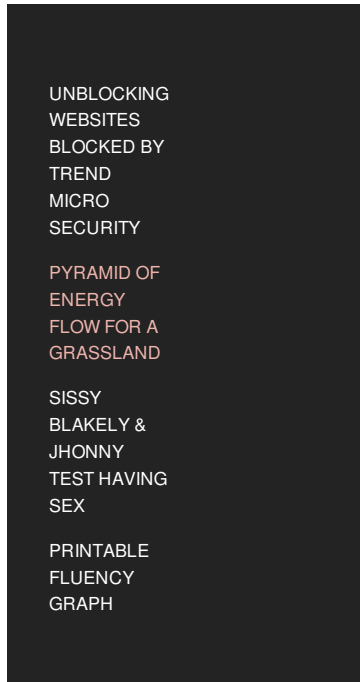 UNBLOCKING
WEBSITES
BLOCKED BY
TREND
MICRO
SECURITY
PYRAMID OF
ENERGY
FLOW FOR A
GRASSLAND
SISSY
BLAKELY &
JHONNY
TEST HAVING
SEX
PRINTABLE
FLUENCY
GRAPH